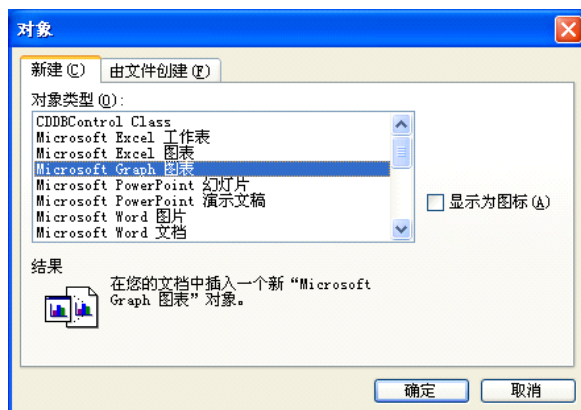 对象
新建(C)
由文件创建(F)
对象类型(O):
CDDBControl Class
Microsoft Excel 工作表
Microsoft Excel 图表
Microsoft Graph 图表
Microsoft PowerPoint 幻灯片
Microsoft PowerPoint 演示文稿
Microsoft Word 图片
Microsoft Word 文档
显示为图标(A)
结果
在您的文档中插入一个新“Microsoft
Graph 图表”对象。
确定
取消